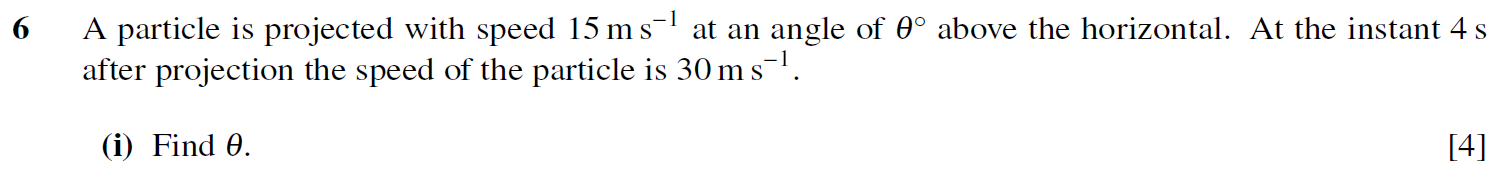 6 A particle is projected with speed 15 m s⁻¹ at an angle of θ° above the horizontal. At the instant 4 s
after projection the speed of the particle is 30 m s⁻¹.
(i) Find θ. [4]